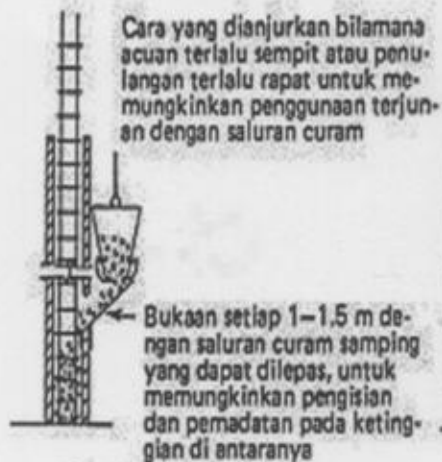 Cara yang dianjurkan bilamana
acuan terlalu sempit atau penu-
langan terlalu rapat untuk me-
mungkinkan penggunaan terjun-
an dengan saluran curam
Bukaan setiap 1–1.5 m de-
ngan saluran curam samping
yang dapat dilepas, untuk
memungkinkan pengisian
dan pemadatan pada keting-
gian di antaranya